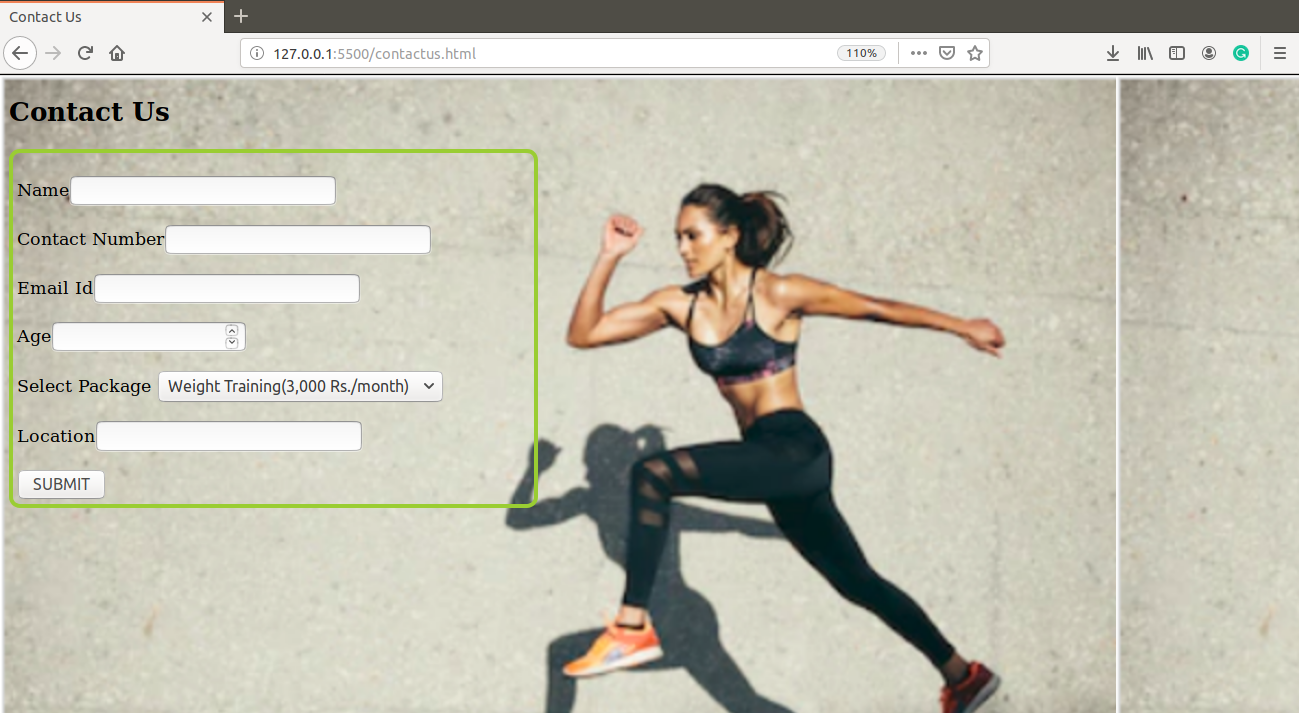 Contact Us
127.0.0.1:5500/contactus.html
110%
Contact Us
Name
Contact Number
Email Id
Age
Select Package Weight Training(3,000 Rs./month)
Location
SUBMIT